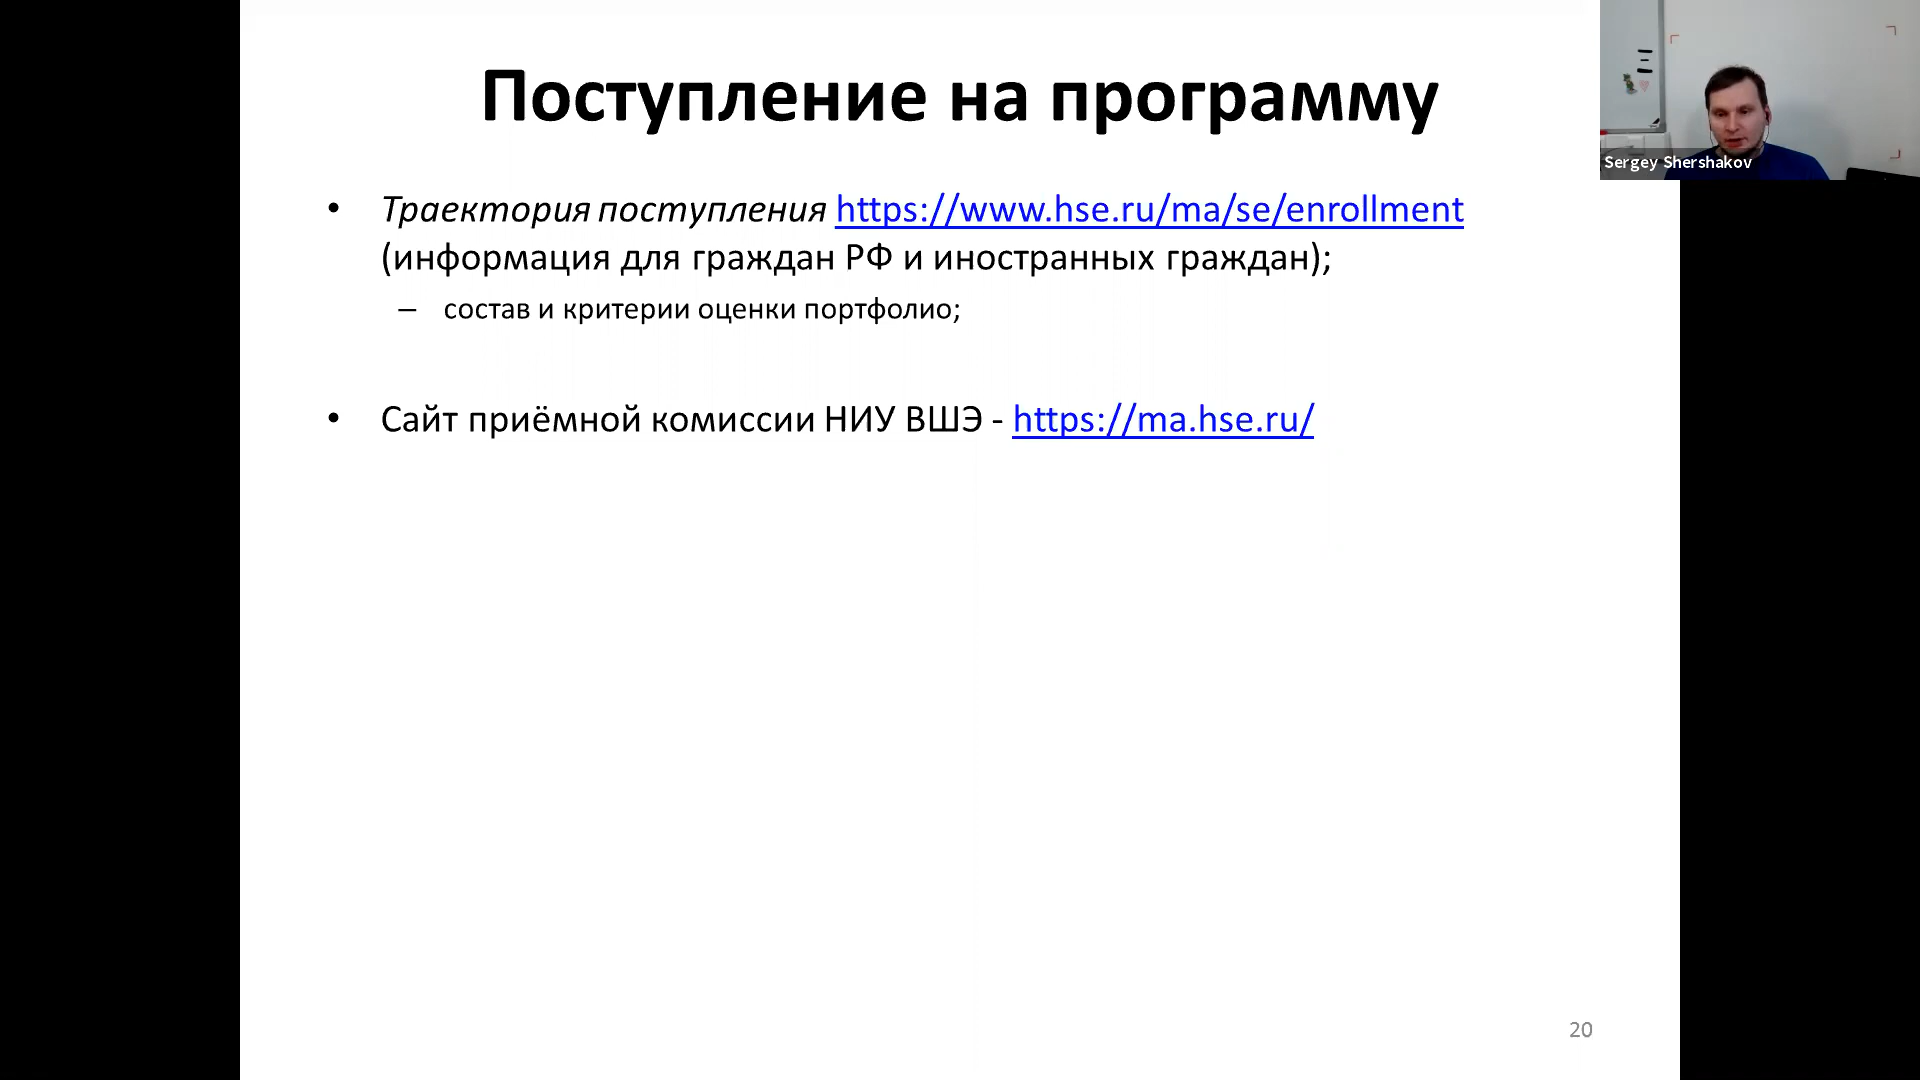 Поступление на программу
Sergey Shershakov
• Траектория поступления https://www.hse.ru/ma/se/enrollment
(информация для граждан РФ и иностранных граждан);
– состав и критерии оценки портфолио;
• Сайт приёмной комиссии НИУ ВШЭ - https://ma.hse.ru/
20